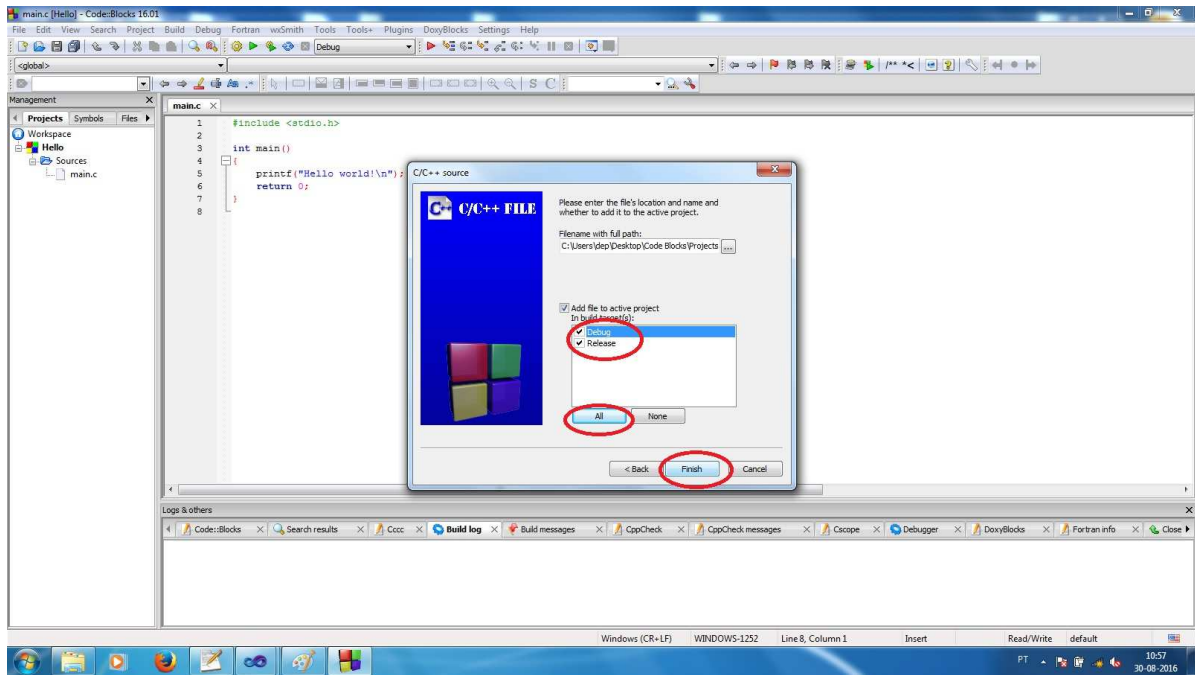 main.c [Hello] - Code::Blocks 16.01
File Edit View Search Project Build Debug Fortran wxSmith Tools Tools+ Plugins DoxyBlocks Settings Help
Debug
<global>
/** *<
S C
Management
main.c
Projects Symbols Files
Workspace
Hello
Sources
main.c
1 #include <stdio.h>
2
3 int main()
4 {
5 printf("Hello world!\n");
6 return 0;
7 }
8
C/C++ source
C++ C/C++ FILE
Please enter the file's location and name and
whether to add it to the active project.
Filename with full path:
C:\Users\dep\Desktop\Code Blocks\Projects ...
Add file to active project
In build target(s):
Debug
Release
All None
< Back Finish Cancel
Logs & others
Code::Blocks Search results Cccc Build log Build messages CppCheck CppCheck messages Cscope Debugger DoxyBlocks Fortran info Close
Windows (CR+LF) WINDOWS-1252 Line 8, Column 1 Insert Read/Write default
PT 10:57
30-08-2016